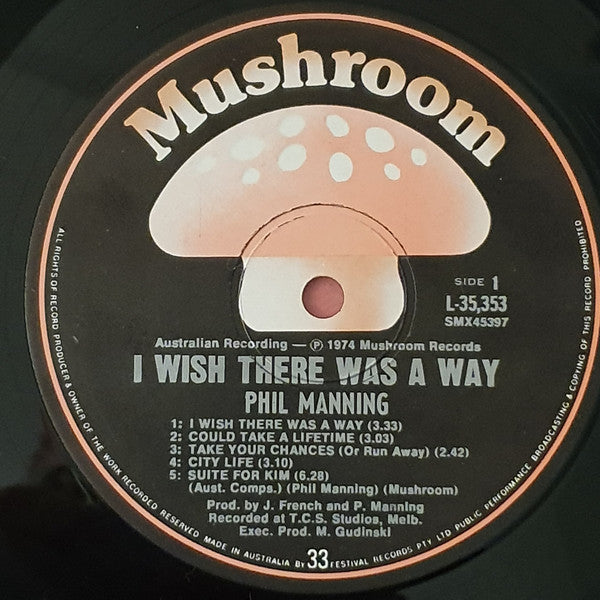 Mushroom
SIDE 1
L-35,353
SMX45397
Australian Recording — Ⓟ 1974 Mushroom Records
I WISH THERE WAS A WAY
PHIL MANNING
1: I WISH THERE WAS A WAY (3.33)
2: COULD TAKE A LIFETIME (3.03)
3: TAKE YOUR CHANCES (Or Run Away) (2.42)
4: CITY LIFE (3.10)
5: SUITE FOR KIM (6.28)
(Aust. Comps.) (Phil Manning) (Mushroom)
Prod. by J. French and P. Manning
Recorded at T.C.S. Studios, Melb.
Exec. Prod. M. Gudinski
33
ALL RIGHTS OF RECORD PRODUCER & OWNER OF THE WORK RECORDED RESERVED MADE IN AUSTRALIA By FESTIVAL RECORDS PTY LTD PUBLIC PERFORMANCE BROADCASTING & COPYING OF THIS RECORD PROHIBITED